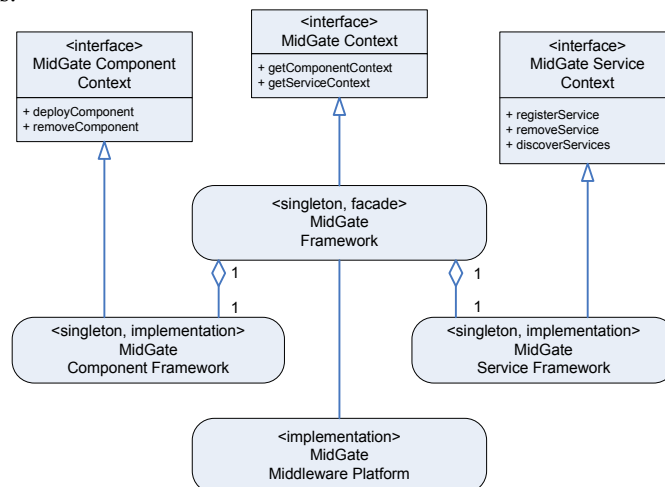 s.
<interface>
MidGate Component
Context
+ deployComponent
+ removeComponent
<interface>
MidGate Context
+ getComponentContext
+ getServiceContext
<interface>
MidGate Service
Context
+ registerService
+ removeService
+ discoverServices
<singleton, facade>
MidGate
Framework
1
1
1
1
<singleton, implementation>
MidGate
Component Framework
<singleton, implementation>
MidGate
Service Framework
<implementation>
MidGate
Middleware Platform